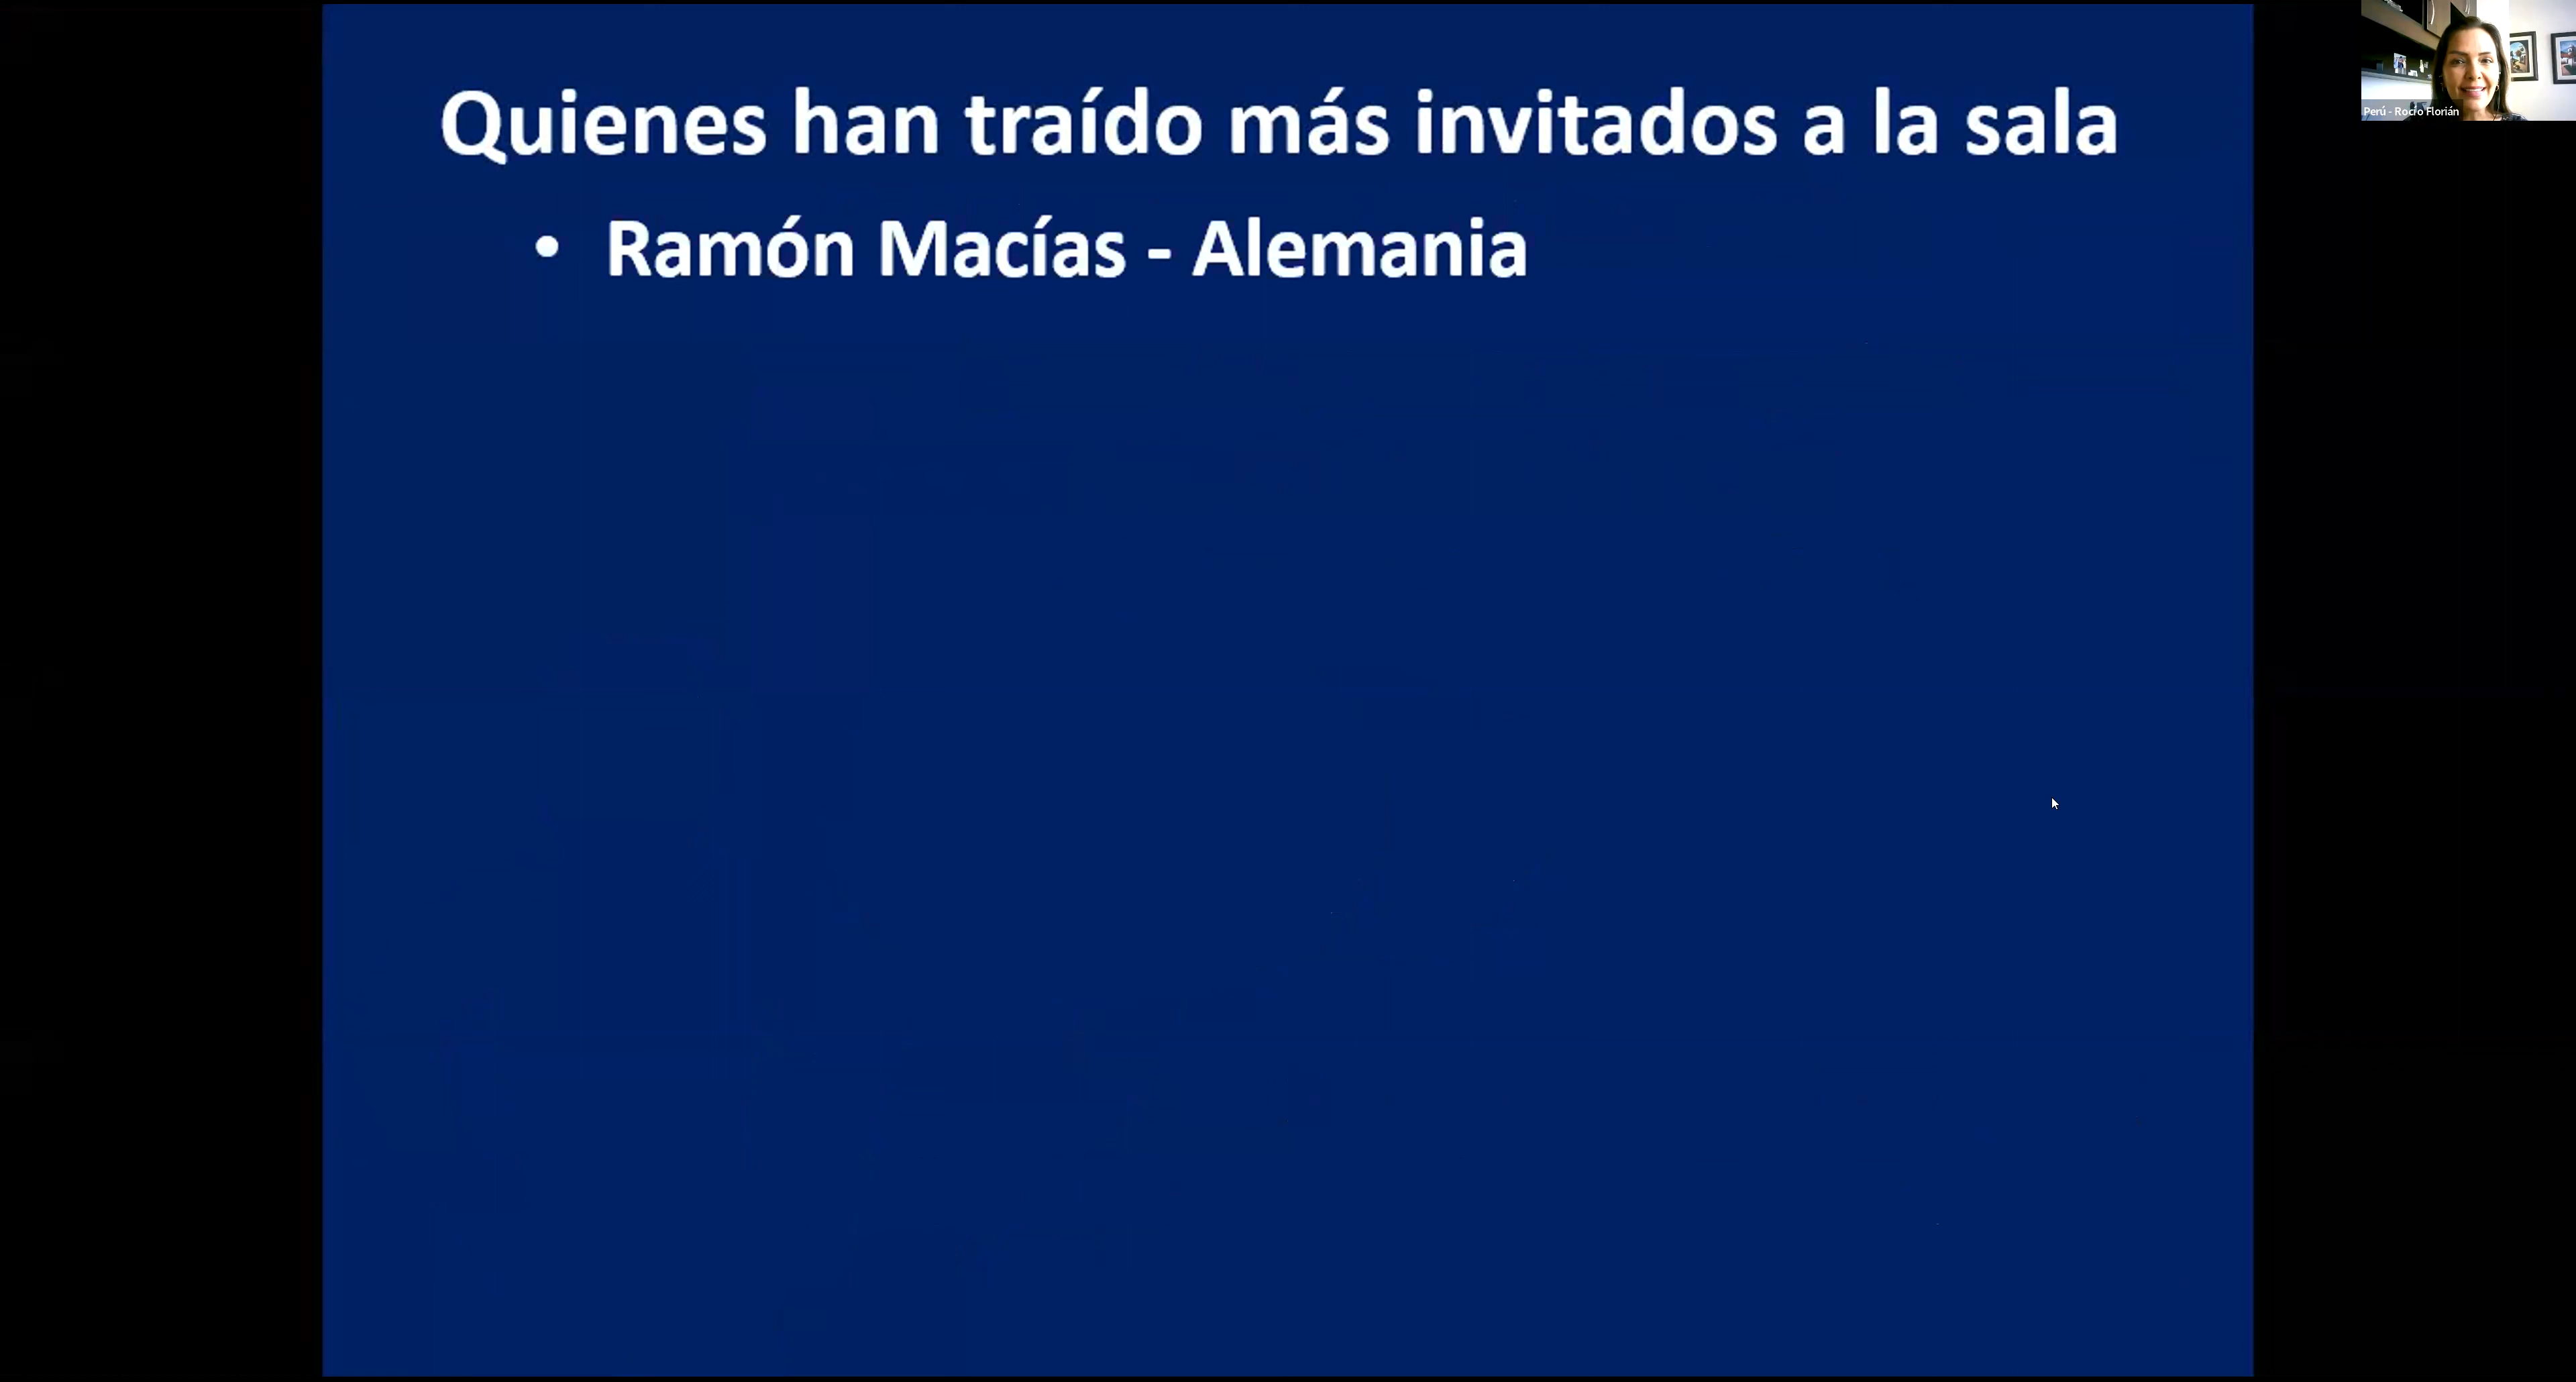 Quienes han traído más invitados a la sala
• Ramón Macías - Alemania
Perú - Rocío Florián